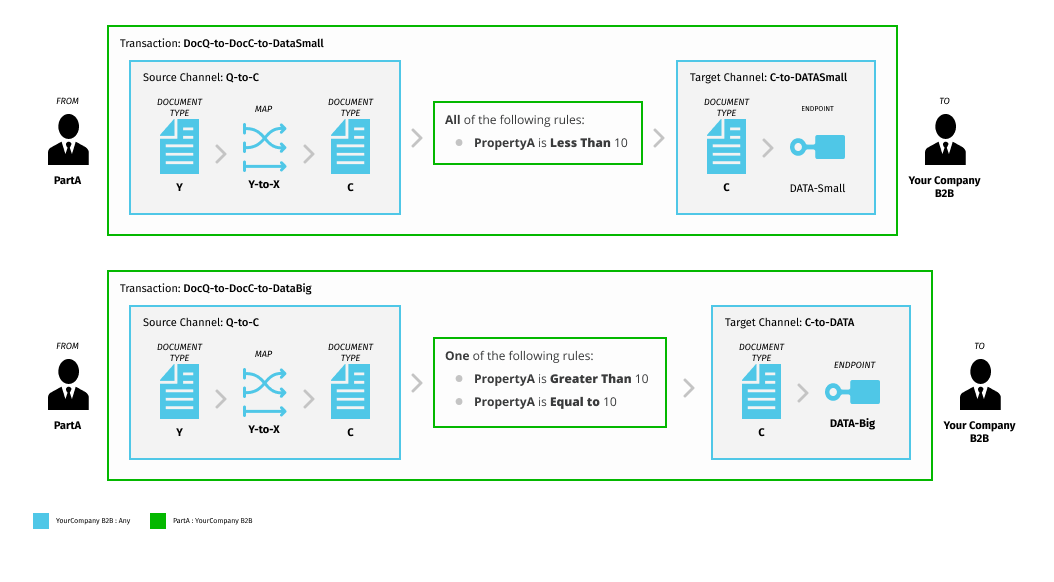 Transaction: DocQ-to-DocC-to-DataSmall
Source Channel: Q-to-C
Target Channel: C-to-DATASmall
FROM
DOCUMENT
TYPE
MAP
DOCUMENT
TYPE
All of the following rules:
PropertyA is Less Than 10
DOCUMENT
TYPE
ENDPOINT
TO
PartA
Y
Y-to-X
C
C
DATA-Small
Your Company
B2B
Transaction: DocQ-to-DocC-to-DataBig
Source Channel: Q-to-C
Target Channel: C-to-DATA
FROM
DOCUMENT
TYPE
MAP
DOCUMENT
TYPE
One of the following rules:
PropertyA is Greater Than 10
PropertyA is Equal to 10
DOCUMENT
TYPE
ENDPOINT
TO
PartA
Y
Y-to-X
C
C
DATA-Big
Your Company
B2B
YourCompany B2B : Any
PartA : YourCompany B2B